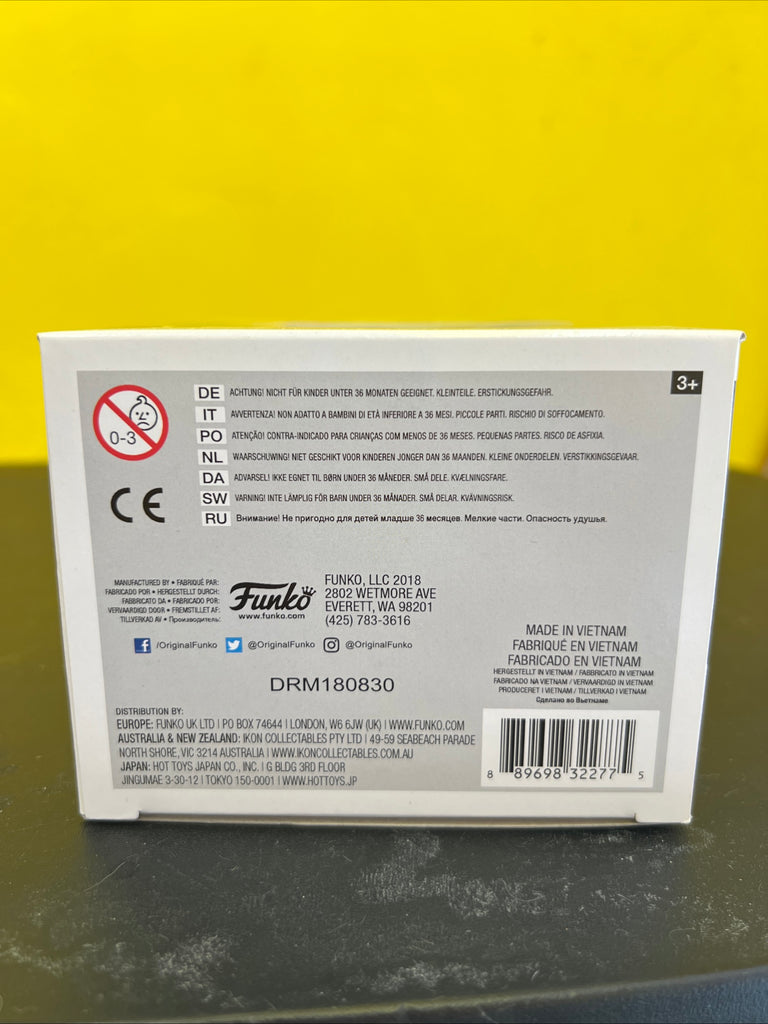 3+
0-3
DE ACHTUNG! NICHT FÜR KINDER UNTER 36 MONATEN GEEIGNET. KLEINTEILE. ERSTICKUNGSGEFAHR.
IT AVVERTENZA! NON ADATTO A BAMBINI DI ETÀ INFERIORE A 36 MESI. PICCOLE PARTI. RISCHIO DI SOFFOCAMENTO.
PO ATENÇÃO! CONTRA-INDICADO PARA CRIANÇAS COM MENOS DE 36 MESES. PEQUENAS PARTES. RISCO DE ASFIXIA.
NL WAARSCHUWING! NIET GESCHIKT VOOR KINDEREN JONGER DAN 36 MAANDEN. KLEINE ONDERDELEN. VERSTIKKINGSGEVAAR.
DA ADVARSEL! IKKE EGNET TIL BØRN UNDER 36 MÅNEDER. SMÅ DELE. KVÆLNINGSFARE.
SW VARNING! INTE LÄMPLIG FÖR BARN UNDER 36 MÅNADER. SMÅ DELAR. KVÄVNINGSRISK.
RU Внимание! Не пригодно для детей младше 36 месяцев. Мелкие части. Опасность удушья.
CE
MANUFACTURED BY • FABRIQUÉ PAR:
FABRICADO POR • HERGESTELLT DURCH:
FABBRICATO DA • FABRICADO POR:
VERVAARDIGD DOOR • FREMSTILLET AF:
TILLVERKAD AV • Производитель:
Funko
www.funko.com
FUNKO, LLC 2018
2802 WETMORE AVE
EVERETT, WA 98201
(425) 783-3616
/OriginalFunko @OriginalFunko @OriginalFunko
DRM180830
MADE IN VIETNAM
FABRIQUÉ EN VIETNAM
FABRICADO EN VIETNAM
HERGESTELLT IN VIETNAM / FABBRICATO IN VIETNAM
FABRICADO NA VIETNAM / VERVAARDIGD IN VIETNAM
PRODUCERET I VIETNAM / TILLVERKAD I VIETNAM
Сделано во Вьетнаме
DISTRIBUTION BY:
EUROPE: FUNKO UK LTD | PO BOX 74644 | LONDON, W6 6JW (UK) | WWW.FUNKO.COM
AUSTRALIA & NEW ZEALAND: IKON COLLECTABLES PTY LTD | 49-59 SEABEACH PARADE
NORTH SHORE, VIC 3214 AUSTRALIA | WWW.IKONCOLLECTABLES.COM.AU
JAPAN: HOT TOYS JAPAN CO., INC. | G BLDG 3RD FLOOR
JINGUMAE 3-30-12 | TOKYO 150-0001 | WWW.HOTTOYS.JP
8 89698 32277 5